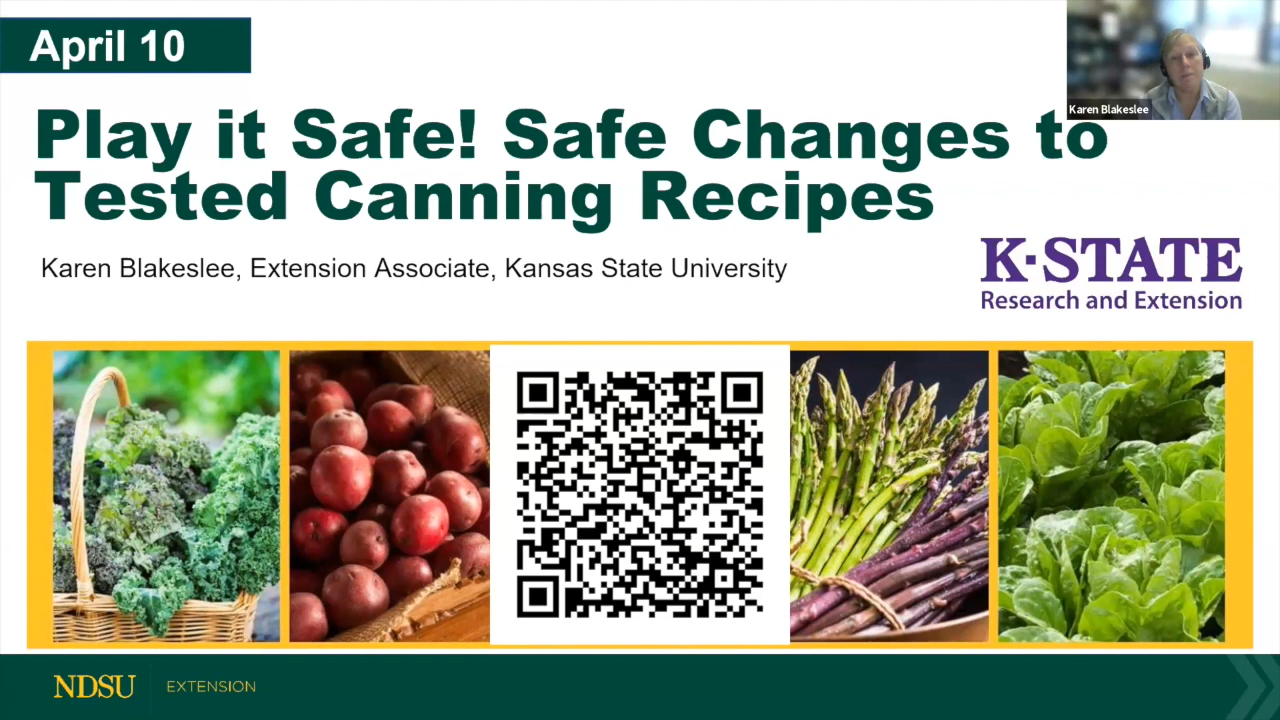 April 10
Karen Blakeslee
Play it Safe! Safe Changes to
Tested Canning Recipes
Karen Blakeslee, Extension Associate, Kansas State University
K-STATE
Research and Extension
NDSU EXTENSION